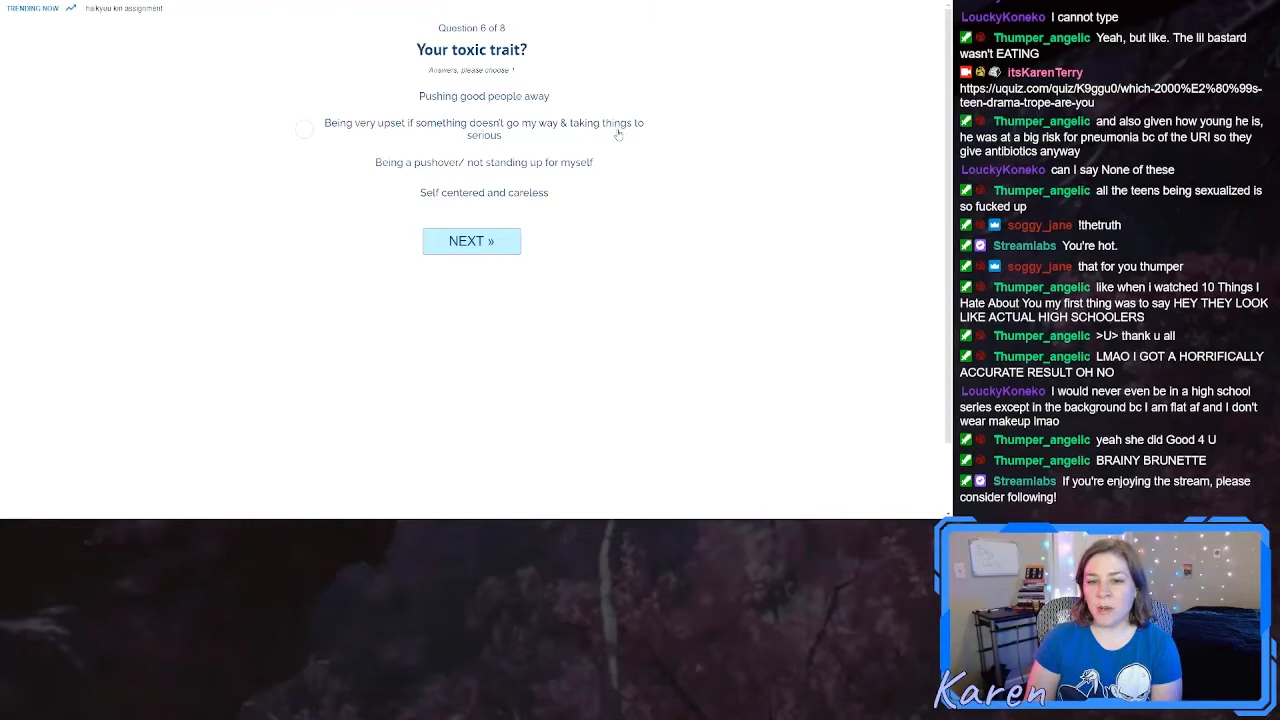 TRENDING NOW haikyuu kin assignment
Question 6 of 8
Your toxic trait?
Answers, please choose 1
Pushing good people away
Being very upset if something doesn't go my way & taking things to
serious
Being a pushover/ not standing up for myself
Self centered and careless
NEXT »
LouckyKoneko I cannot type
Thumper_angelic Yeah, but like. The lil bastard
wasn't EATING
itsKarenTerry
https://uquiz.com/quiz/K9ggu0/which-2000%E2%80%99s-
teen-drama-trope-are-you
Thumper_angelic and also given how young he is,
he was at a big risk for pneumonia bc of the URI so they
give antibiotics anyway
LouckyKoneko can I say None of these
Thumper_angelic all the teens being sexualized is
so fucked up
soggy_jane !thetruth
Streamlabs You're hot.
soggy_jane that for you thumper
Thumper_angelic like when i watched 10 Things I
Hate About You my first thing was to say HEY THEY LOOK
LIKE ACTUAL HIGH SCHOOLERS
Thumper_angelic >U> thank u all
Thumper_angelic LMAO I GOT A HORRIFICALLY
ACCURATE RESULT OH NO
LouckyKoneko I would never even be in a high school
series except in the background bc I am flat af and I don't
wear makeup lmao
Thumper_angelic yeah she did Good 4 U
Thumper_angelic BRAINY BRUNETTE
Streamlabs If you're enjoying the stream, please
consider following!
Karen